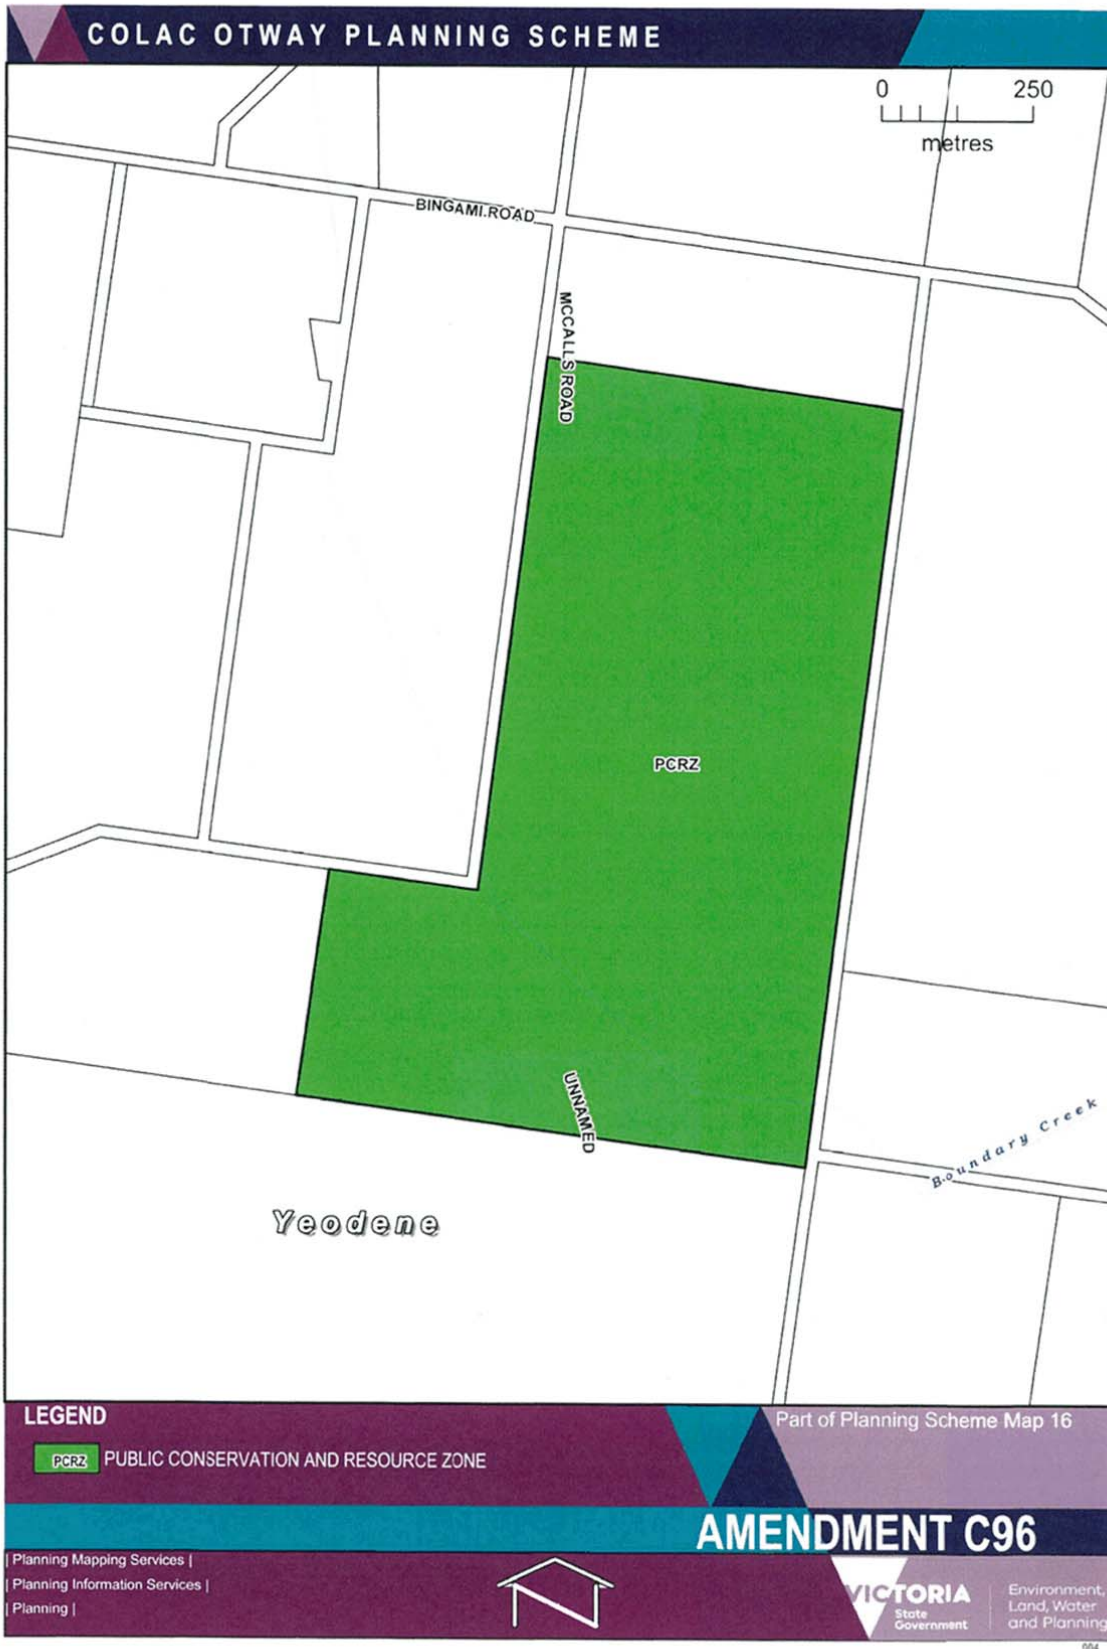 COLAC OTWAY PLANNING SCHEME
0 250
metres
BINGAMI ROAD
MCCALLS ROAD
PCRZ
UNNAMED
Boundary Creek
Yeodene
LEGEND
Part of Planning Scheme Map 16
PCRZ PUBLIC CONSERVATION AND RESOURCE ZONE
AMENDMENT C96
| Planning Mapping Services |
| Planning Information Services |
| Planning |
N
VICTORIA
State
Government
Environment,
Land, Water
and Planning